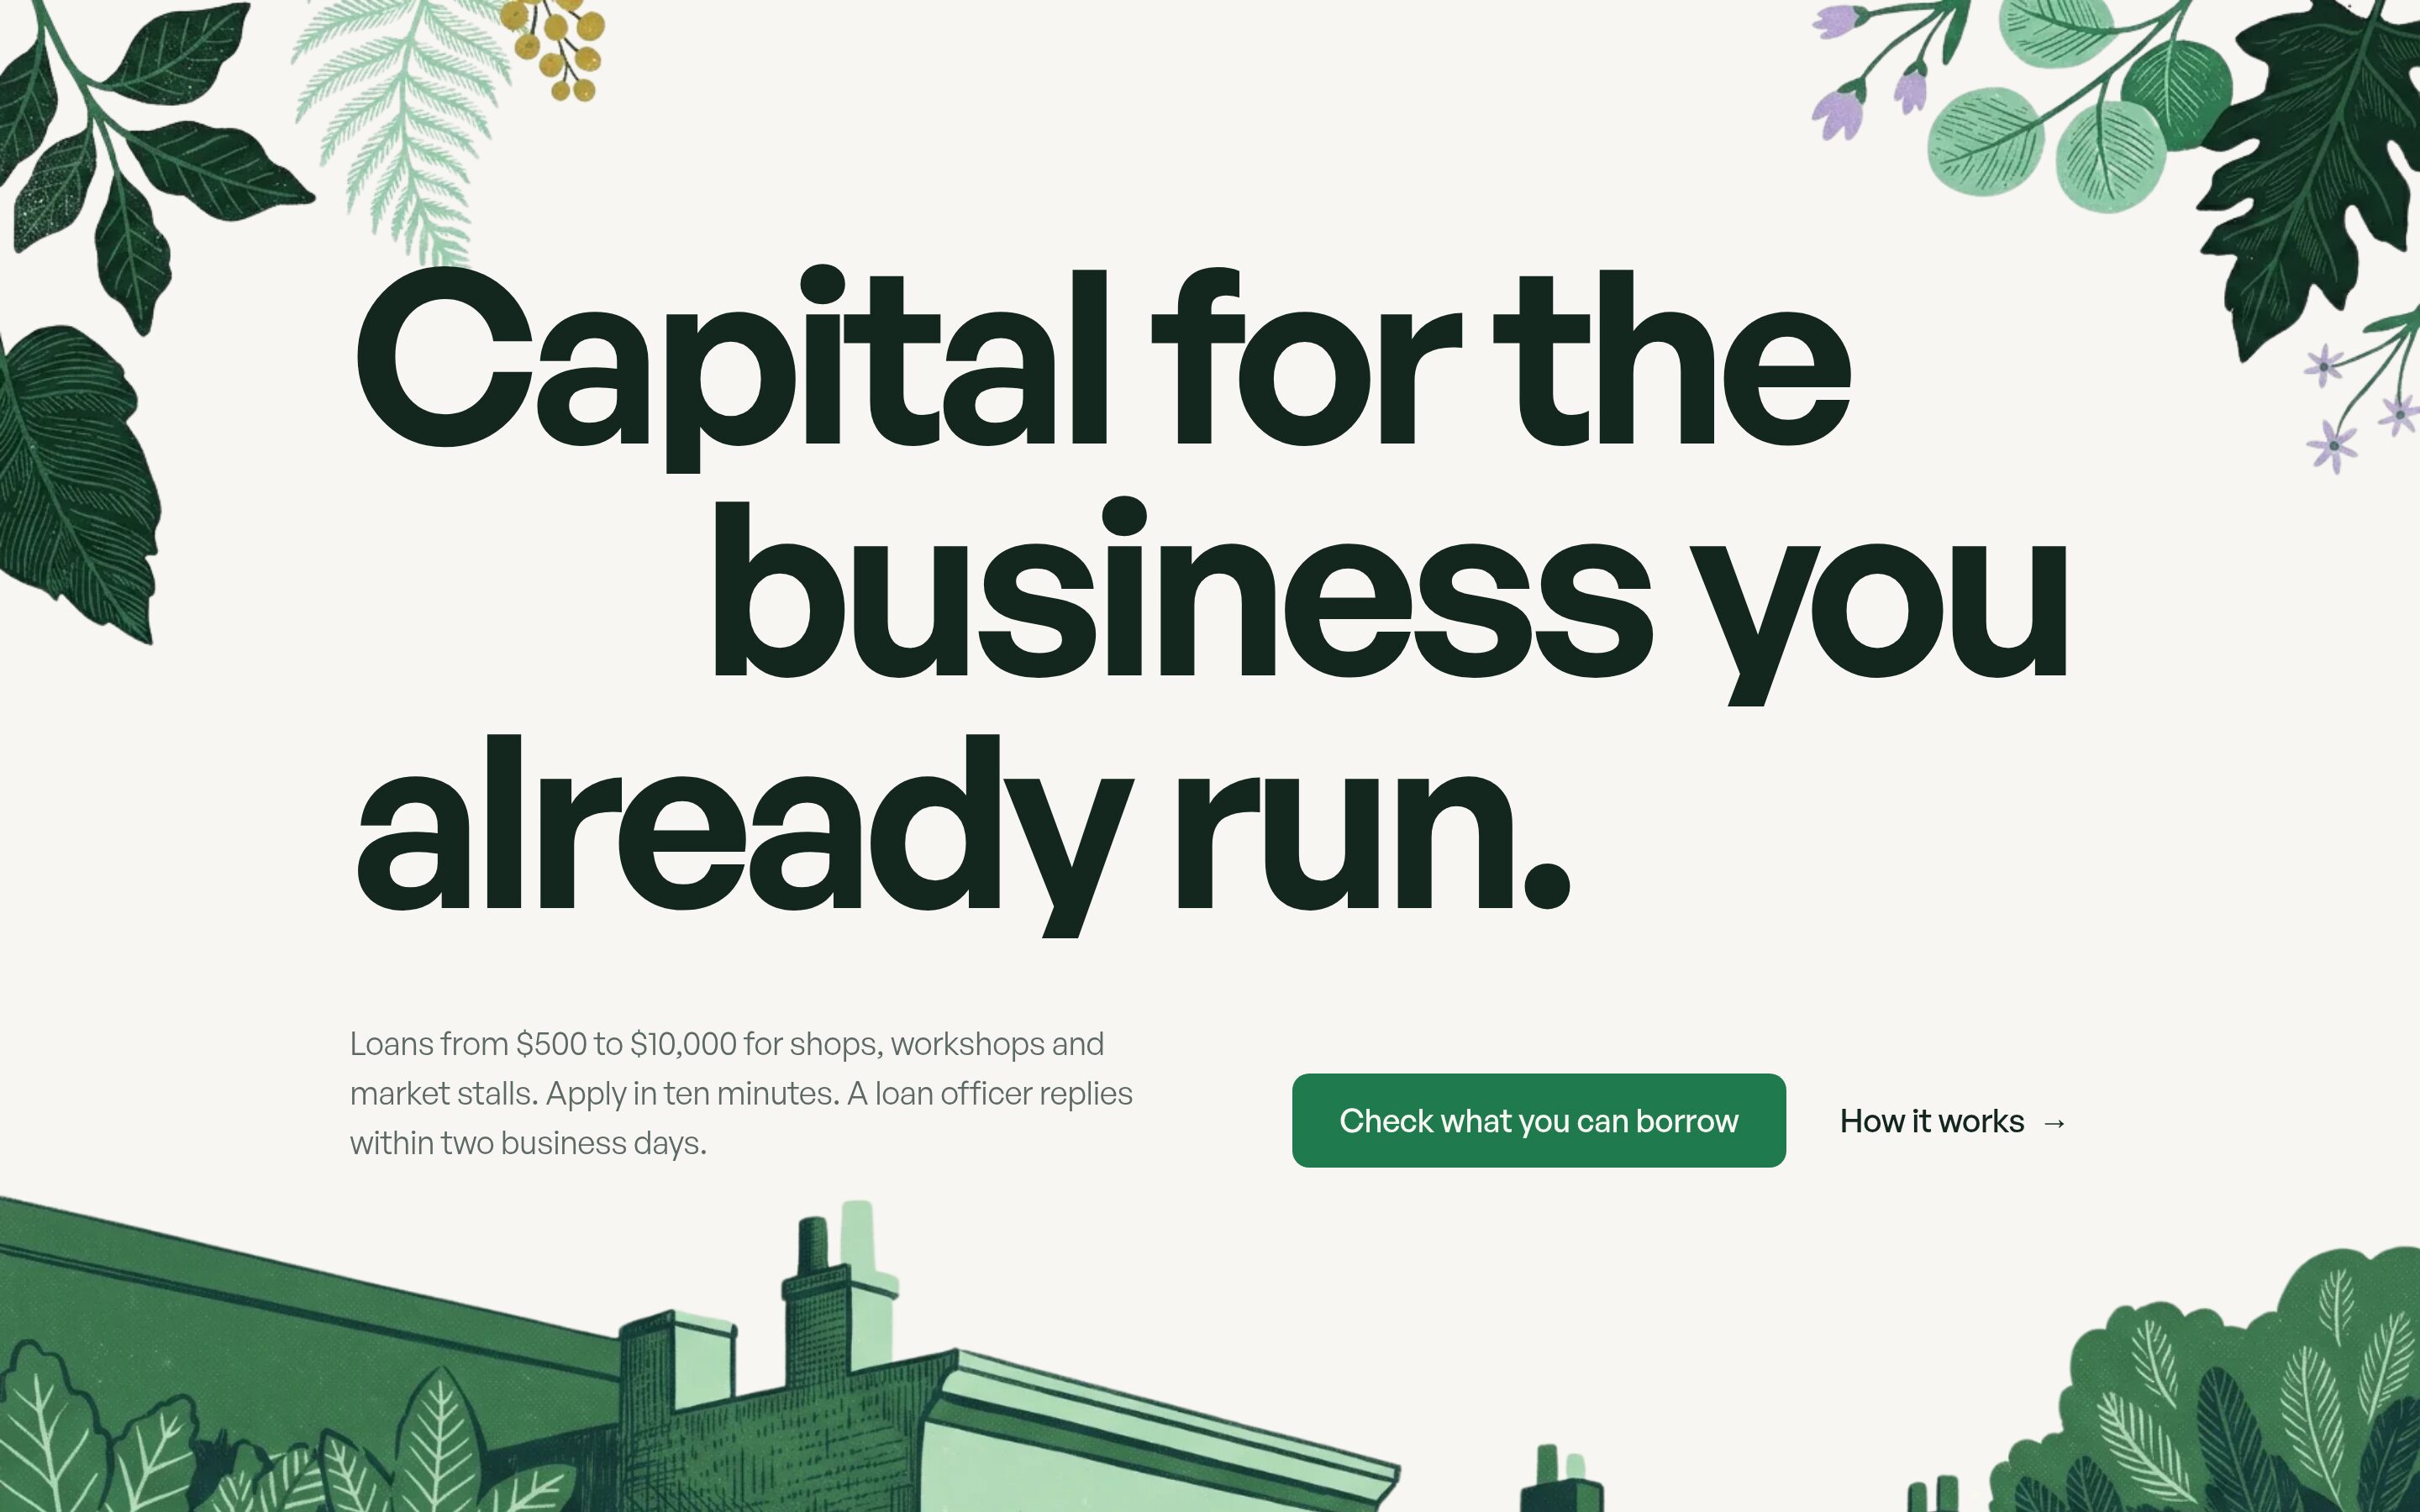 Capital for the
business you
already run.
Loans from $500 to $10,000 for shops, workshops and
market stalls. Apply in ten minutes. A loan officer replies
within two business days.
Check what you can borrow
How it works →